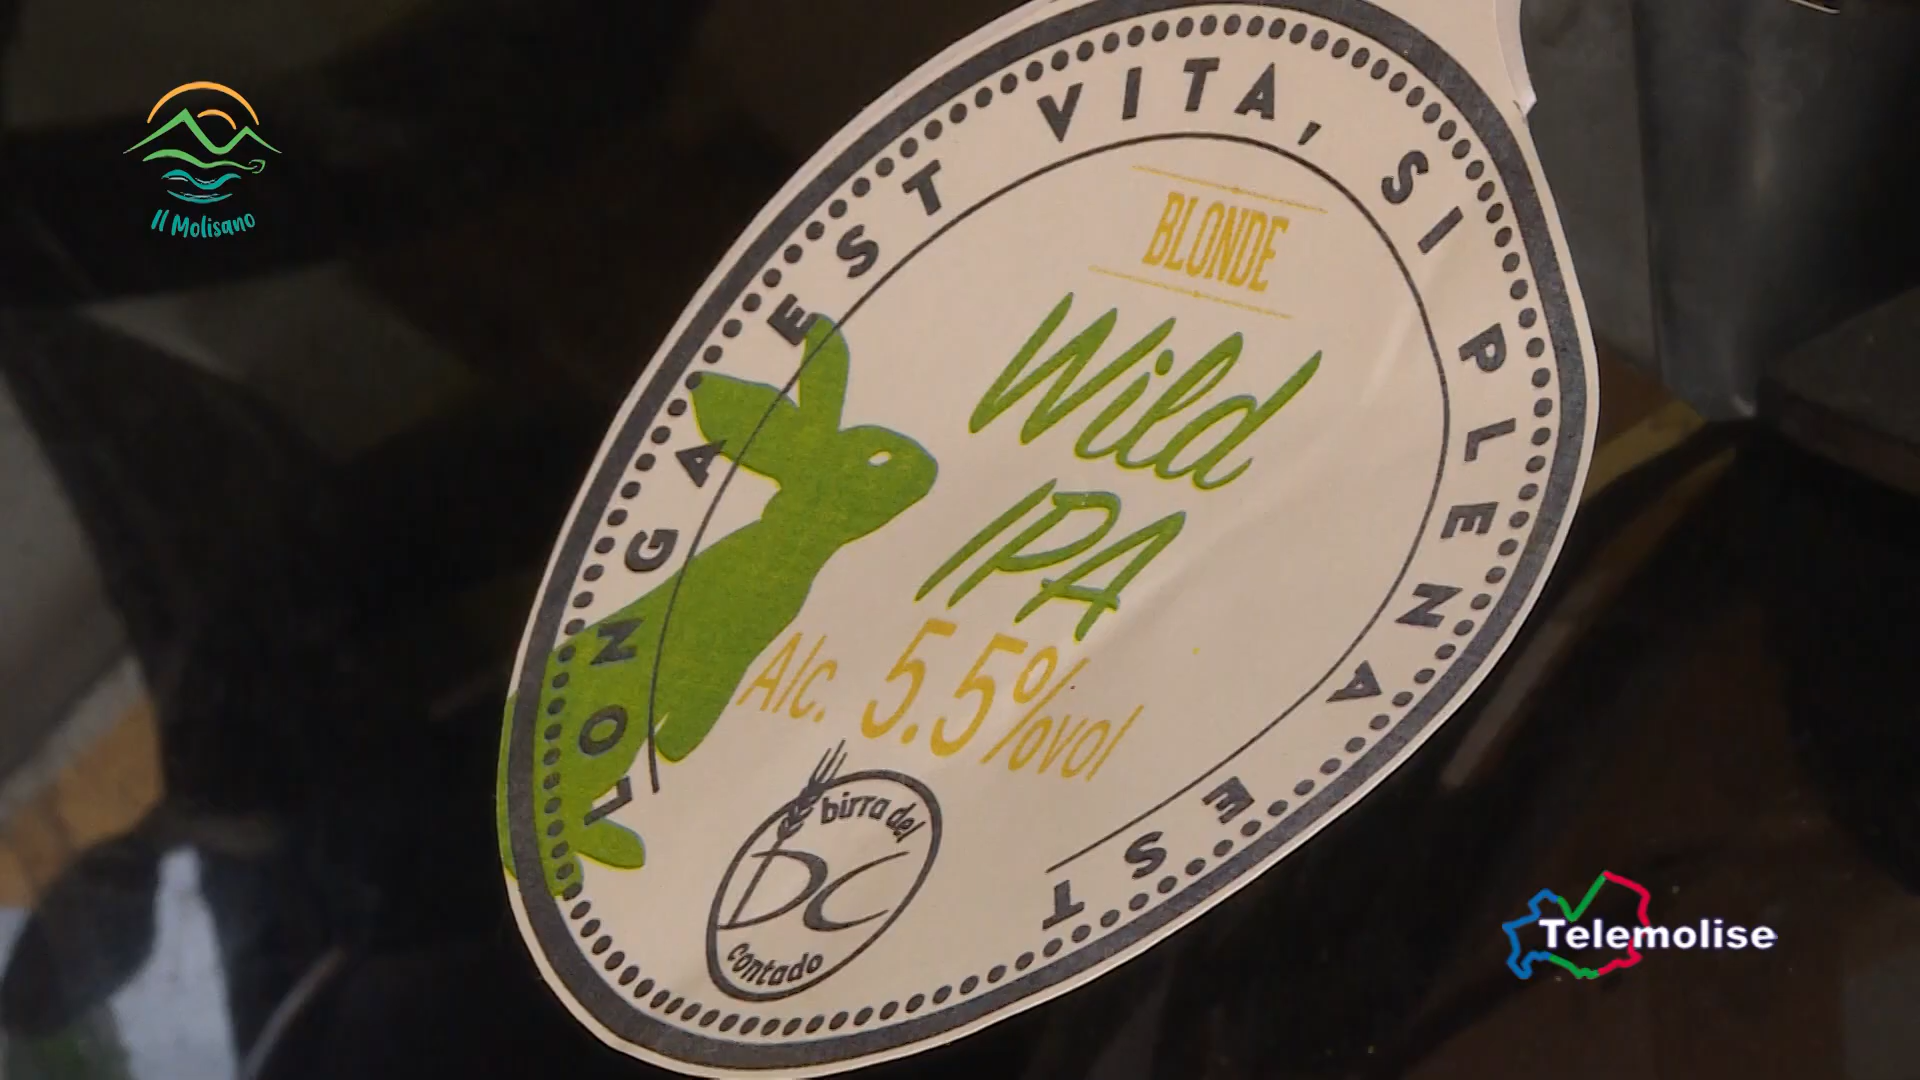 Il Molisano
LONGA EST VITA, SI PLENA EST
BLONDE
Wild
IPA
Alc. 5.5%vol
birra del
DC
contado
Telemolise